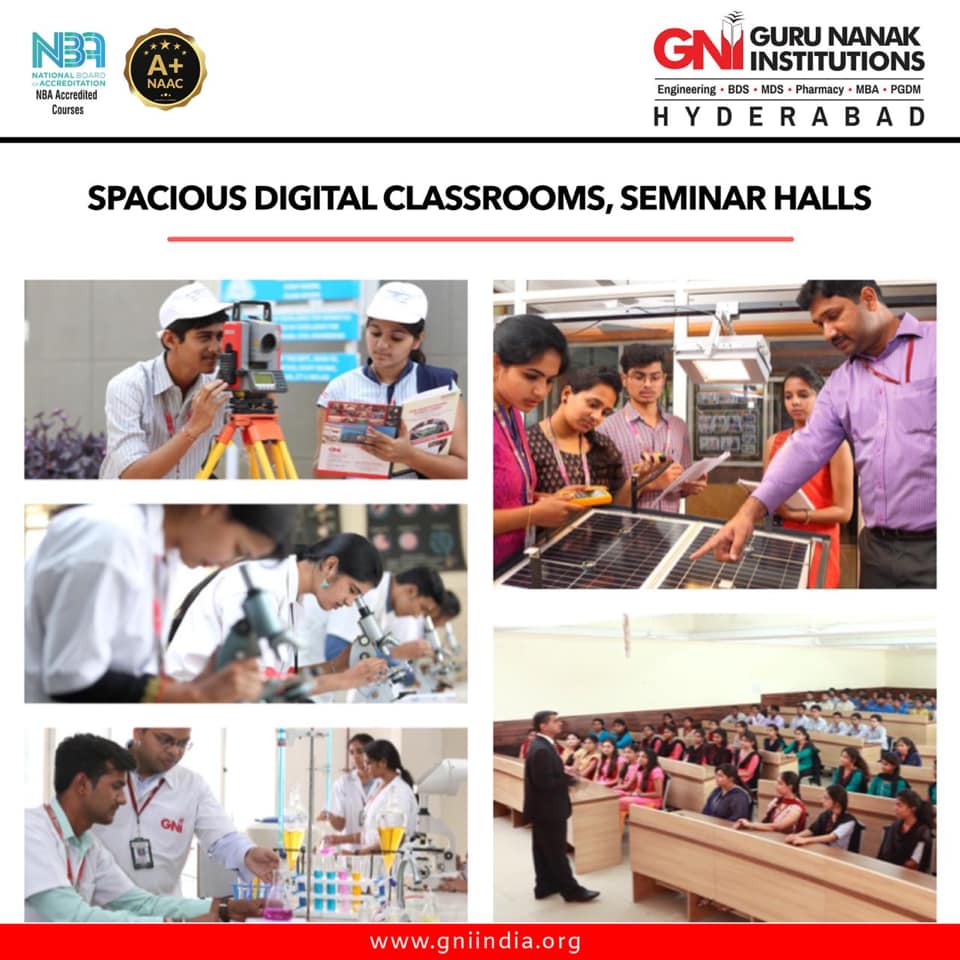 NBA
NATIONAL BOARD
OF ACCREDITATION
NBA Accredited
Courses
A+
NAAC
GNI GURU NANAK
INSTITUTIONS
Engineering • BDS • MDS • Pharmacy • MBA • PGDM
HYDERABAD
SPACIOUS DIGITAL CLASSROOMS, SEMINAR HALLS
GNI
GNI
www.gniindia.org